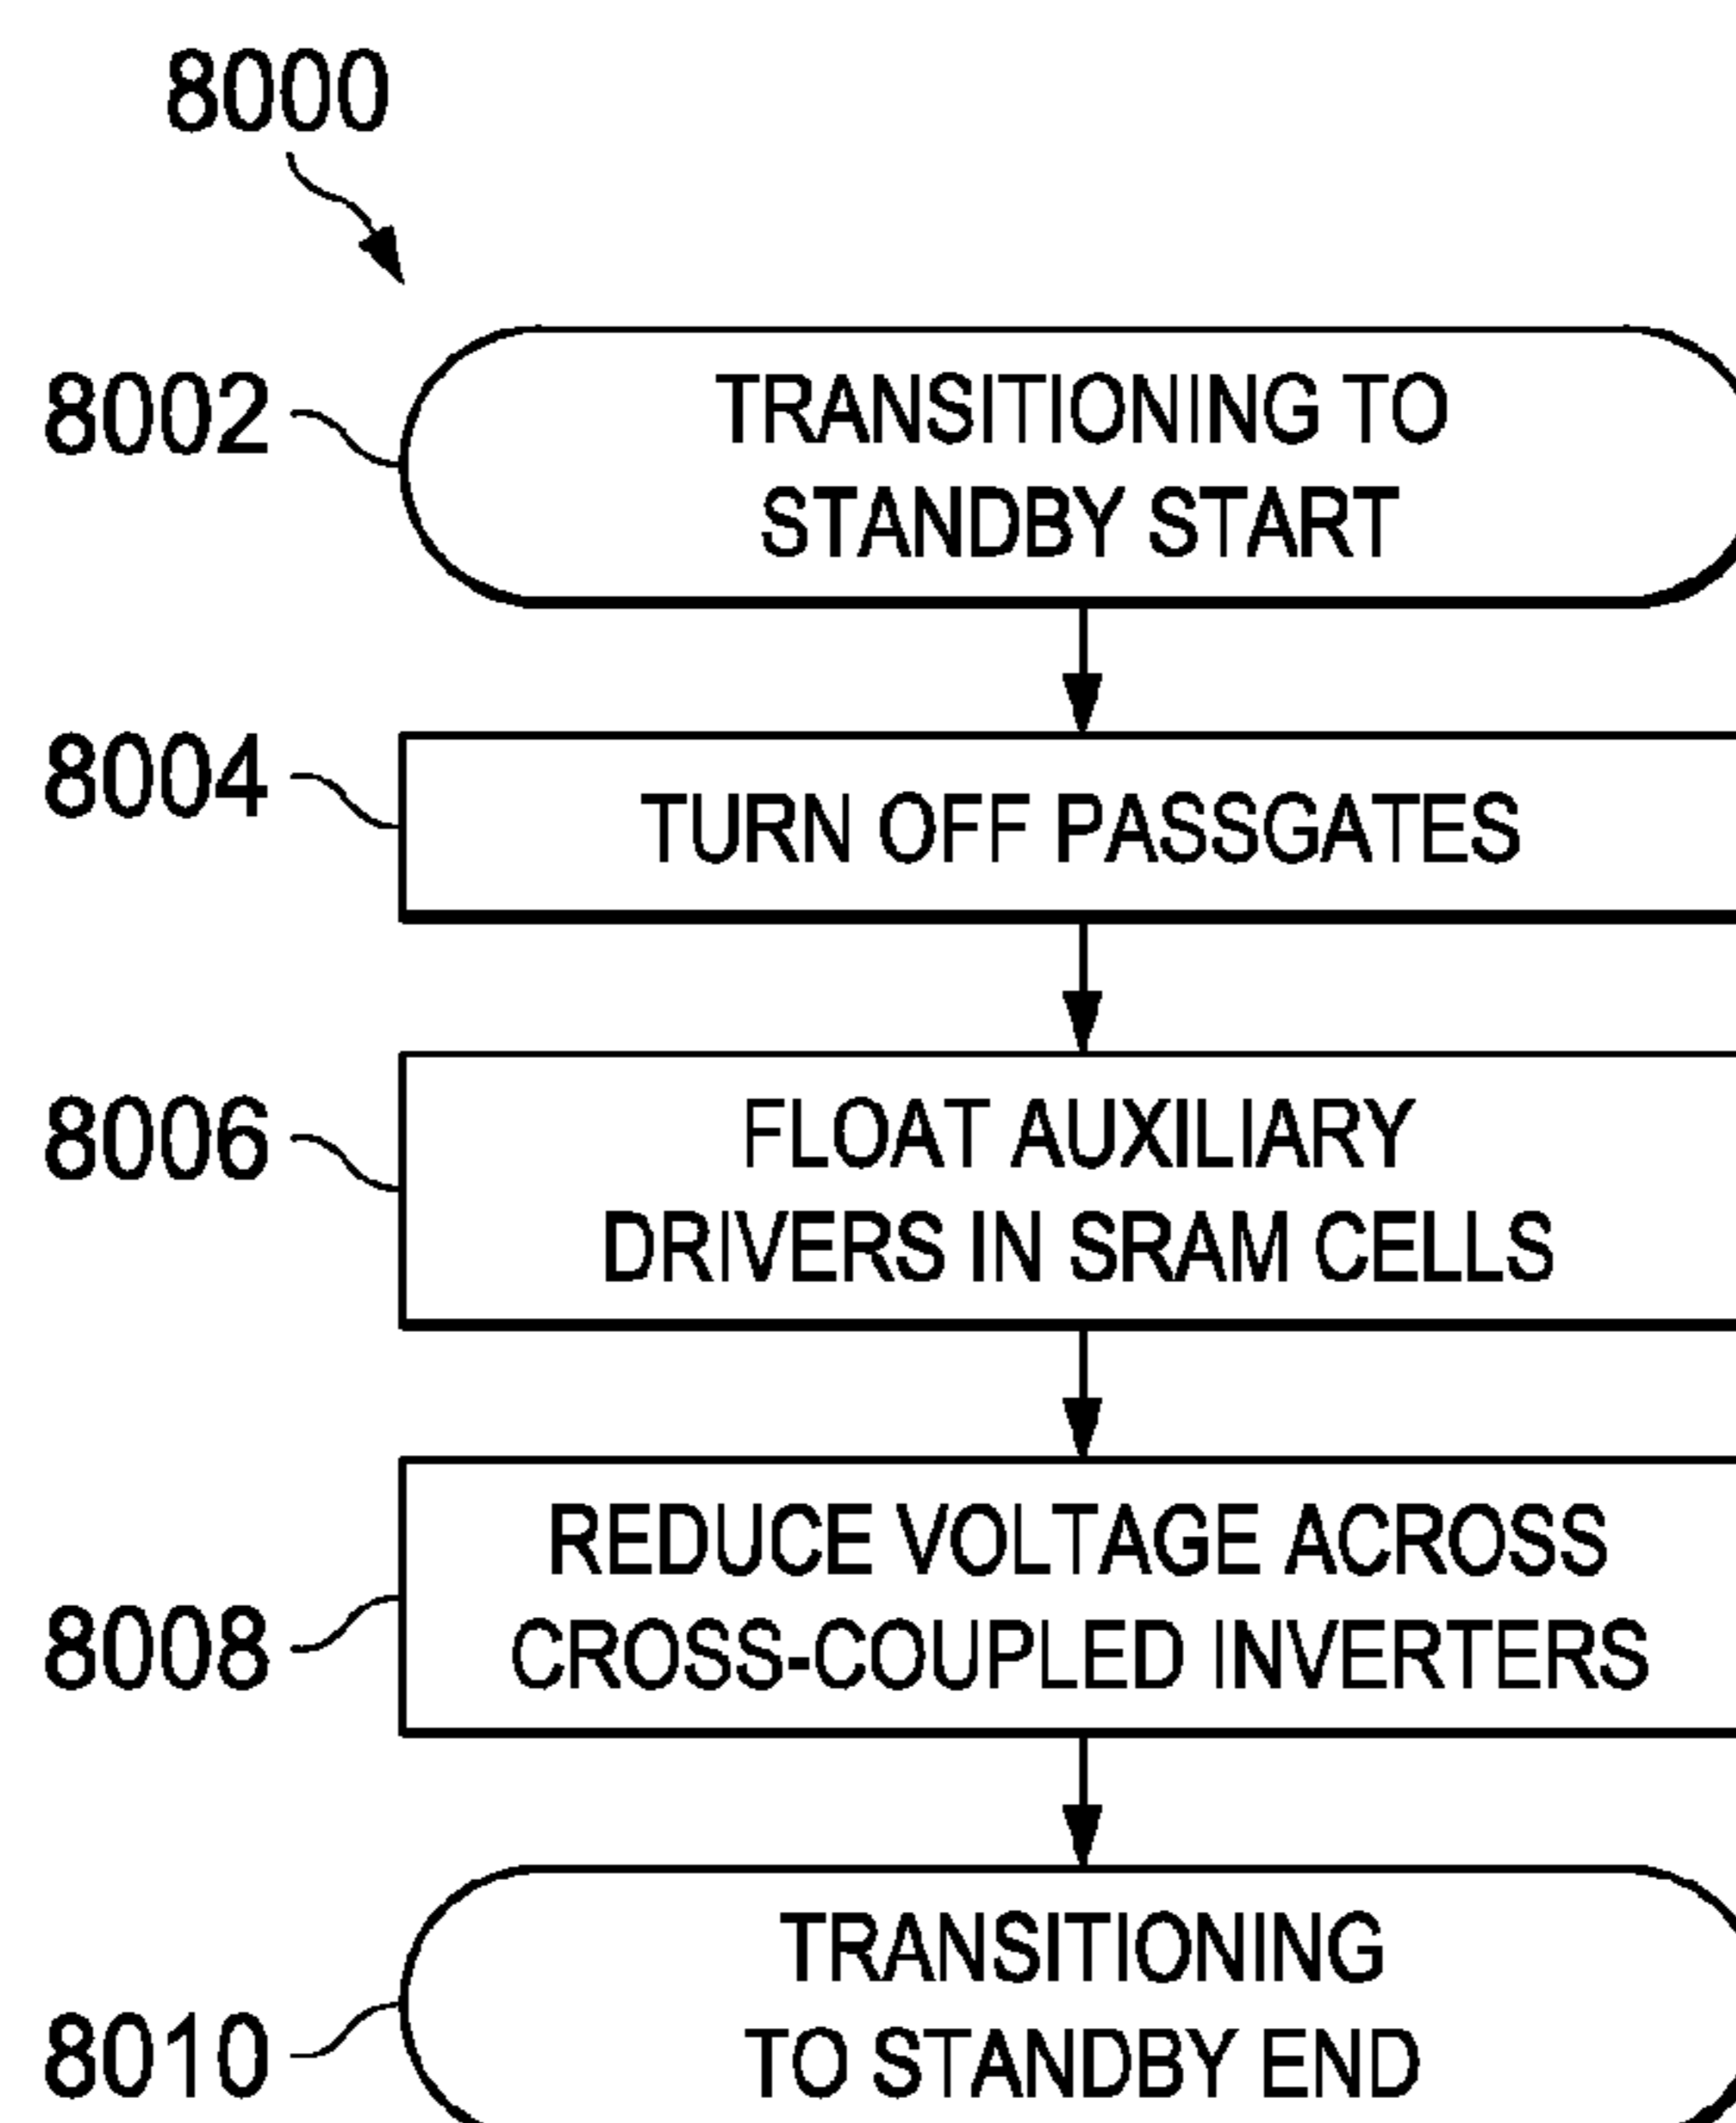 8000
8002
TRANSITIONING TO
STANDBY START
8004
TURN OFF PASSGATES
8006
FLOAT AUXILIARY
DRIVERS IN SRAM CELLS
8008
REDUCE VOLTAGE ACROSS
CROSS-COUPLED INVERTERS
8010
TRANSITIONING
TO STANDBY END